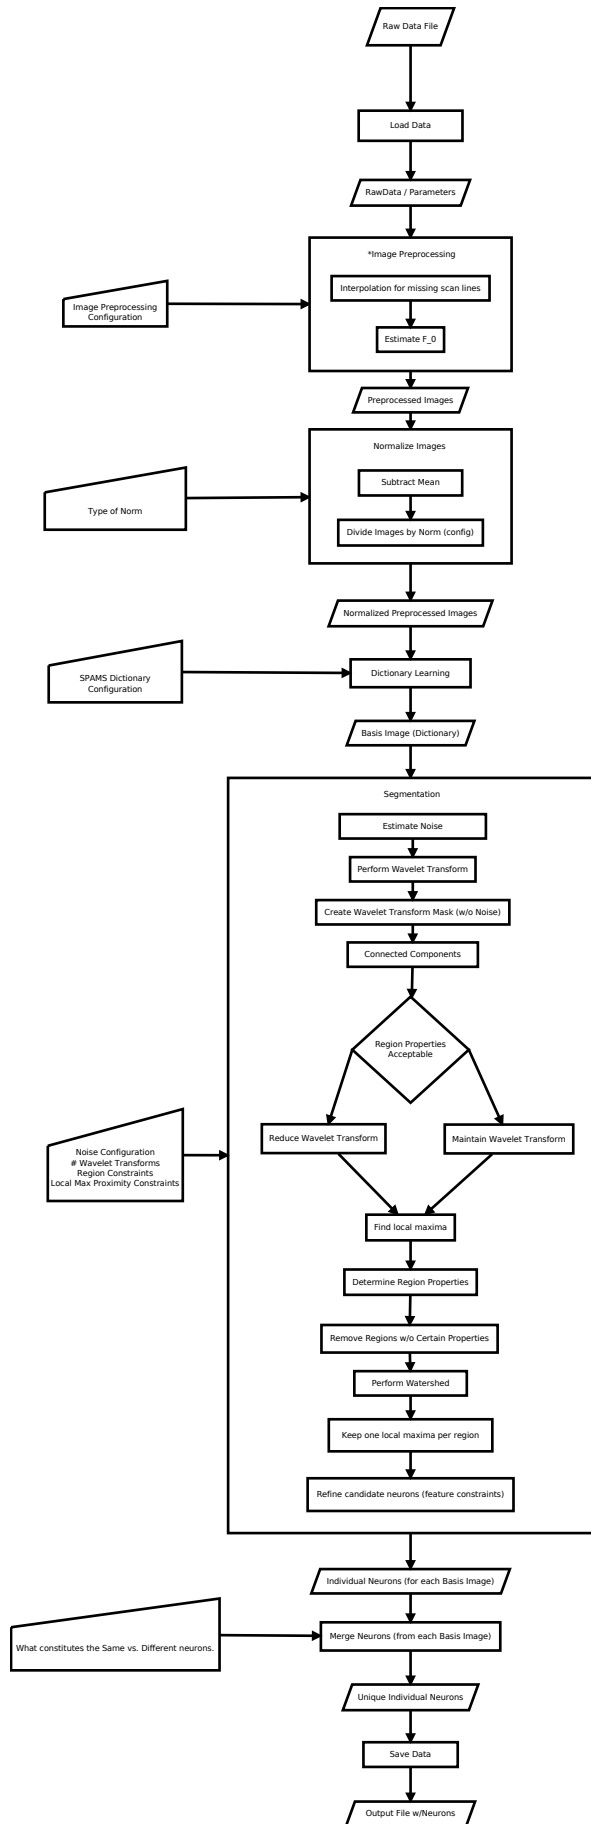 Raw Data File
Load Data
RawData / Parameters
*Image Preprocessing
Interpolation for missing scan lines
Image Preprocessing
Configuration
Estimate F_0
Preprocessed Images
Normalize Images
Subtract Mean
Type of Norm
Divide Images by Norm (config)
Normalized Preprocessed Images
Dictionary Learning
SPAMS Dictionary
Configuration
Basis Image (Dictionary)
Segmentation
Estimate Noise
Perform Wavelet Transform
Create Wavelet Transform Mask (w/o Noise)
Connected Components
Region Properties
Acceptable
Reduce Wavelet Transform
Maintain Wavelet Transform
Noise Configuration
# Wavelet Transforms
Region Constraints
Local Max Proximity Constraints
Find local maxima
Determine Region Properties
Remove Regions w/o Certain Properties
Perform Watershed
Keep one local maxima per region
Refine candidate neurons (feature constraints)
Individual Neurons (for each Basis Image)
What constitutes the Same vs. Different neurons.
Merge Neurons (from each Basis Image)
Unique Individual Neurons
Save Data
Output File w/Neurons